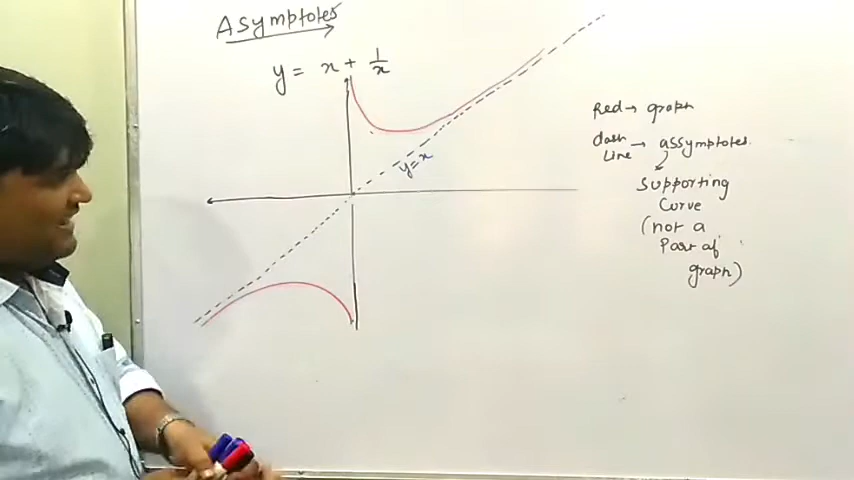 Asymptotes
y = x + 1/x
y = x
Red → graph
dash Line → assymptotes
Supporting
Curve
(not a
Part of
graph)